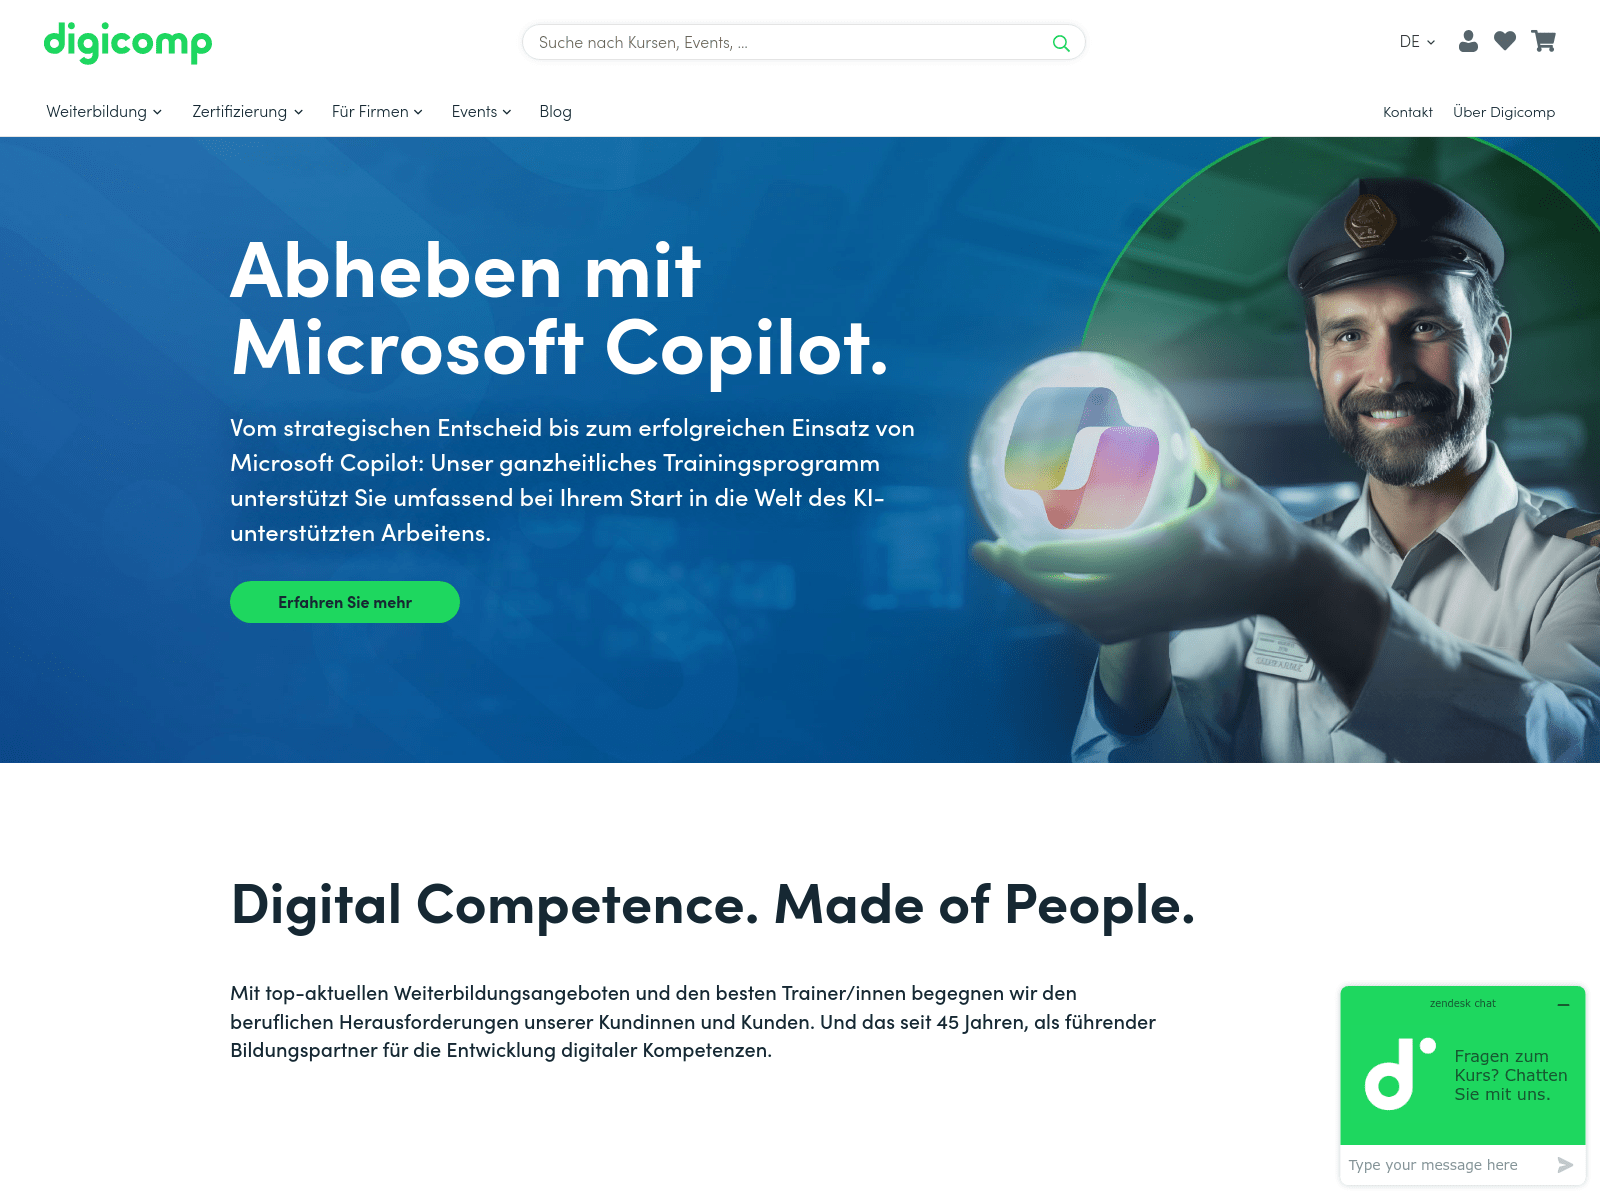 digicomp
Suche nach Kursen, Events, ...
DE
Weiterbildung
Zertifizierung
Für Firmen
Events
Blog
Kontakt
Über Digicomp
Abheben mit
Microsoft Copilot.
Vom strategischen Entscheid bis zum erfolgreichen Einsatz von
Microsoft Copilot: Unser ganzheitliches Trainingsprogramm
unterstützt Sie umfassend bei Ihrem Start in die Welt des KI-
unterstützten Arbeitens.
Erfahren Sie mehr
Digital Competence. Made of People.
Mit top-aktuellen Weiterbildungsangeboten und den besten Trainer/innen begegnen wir den
beruflichen Herausforderungen unserer Kundinnen und Kunden. Und das seit 45 Jahren, als führender
Bildungspartner für die Entwicklung digitaler Kompetenzen.
zendesk chat
Fragen zum
Kurs? Chatten
Sie mit uns.
Type your message here